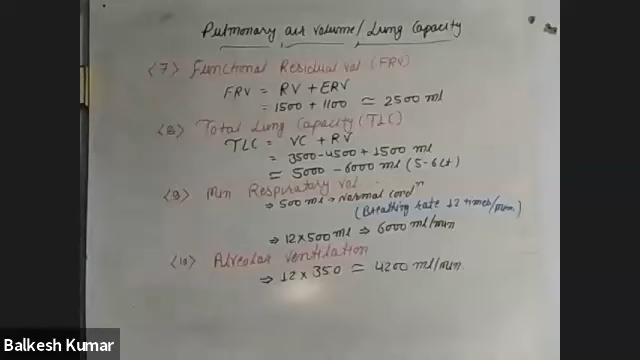 Pulmonary air volume/Lung Capacity
<7> Functional Residual vol (FRV)
FRV = RV + ERV
= 1500 + 1100 ≃ 2500 ml
<8> Total Lung Capacity (TLC)
TLC = VC + RV
= 3500-4500 + 1500 ml
≃ 5000 - 6000 ml (5-6Lt)
<9> Min Respiratory vol
⇒ 500 ml → normal condⁿ
(Breathing rate 12 times/min)
⇒ 12 × 500 ml ⇒ 6000 ml/min
<10> Alveolar Ventilation
⇒ 12 × 350 ≃ 4200 ml/min.
Balkesh Kumar